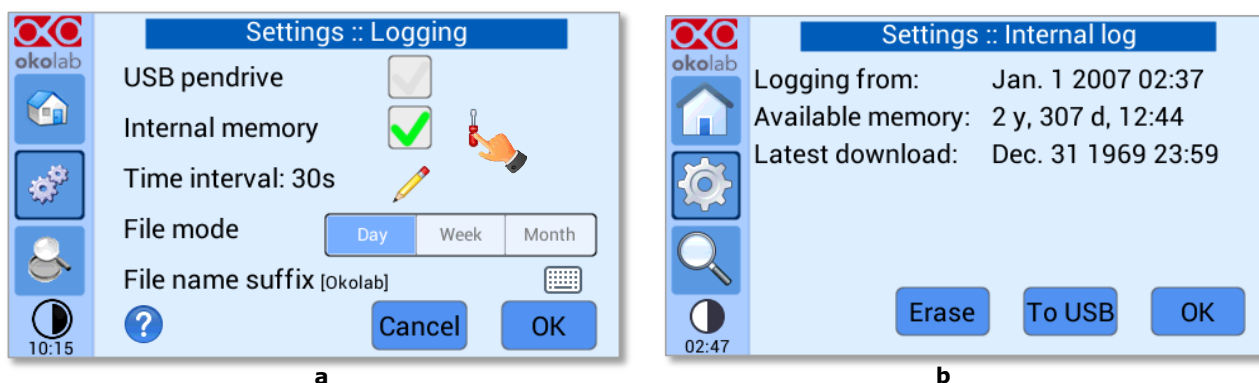 Settings :: Logging
okolab
USB pendrive
Internal memory
Time interval: 30s
File mode
Day Week Month
File name suffix [Okolab]
? Cancel OK
10:15
a
Settings :: Internal log
okolab
Logging from: Jan. 1 2007 02:37
Available memory: 2 y, 307 d, 12:44
Latest download: Dec. 31 1969 23:59
Erase To USB OK
02:47
b